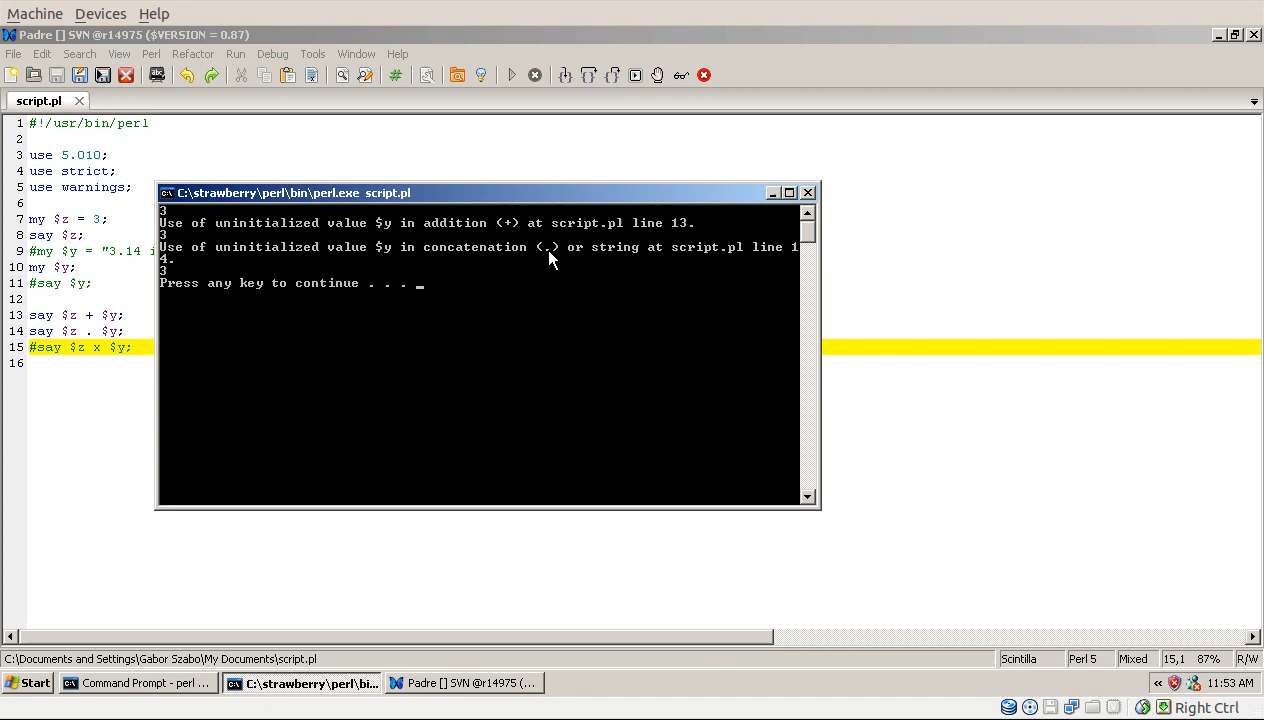 Machine Devices Help
Padre [] SVN @r14975 ($VERSION = 0.87)
File Edit Search View Perl Refactor Run Debug Tools Window Help
script.pl
1 #!/usr/bin/perl
2
3 use 5.010;
4 use strict;
5 use warnings;
6
7 my $z = 3;
8 say $z;
9 #my $y = "3.14 i
10 my $y;
11 #say $y;
12
13 say $z + $y;
14 say $z . $y;
15 #say $z x $y;
16
C:\strawberry\perl\bin\perl.exe script.pl
3
Use of uninitialized value $y in addition (+) at script.pl line 13.
3
Use of uninitialized value $y in concatenation (.) or string at script.pl line 1
4.
3
Press any key to continue . . . _
C:\Documents and Settings\Gabor Szabo\My Documents\script.pl Scintilla Perl 5 Mixed 15,1 87% R/W
Start Command Prompt - perl ... C:\strawberry\perl\bi... Padre [] SVN @r14975 (... « 11:53 AM
Right Ctrl